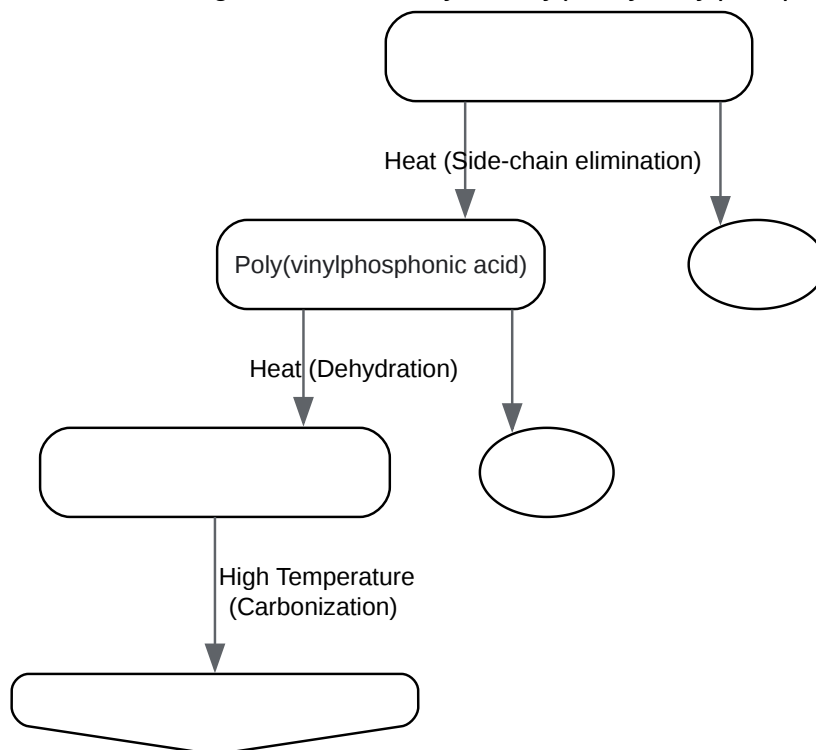 Heat (Side-chain elimination)
Poly(vinylphosphonic acid)
Heat (Dehydration)
High Temperature
(Carbonization)